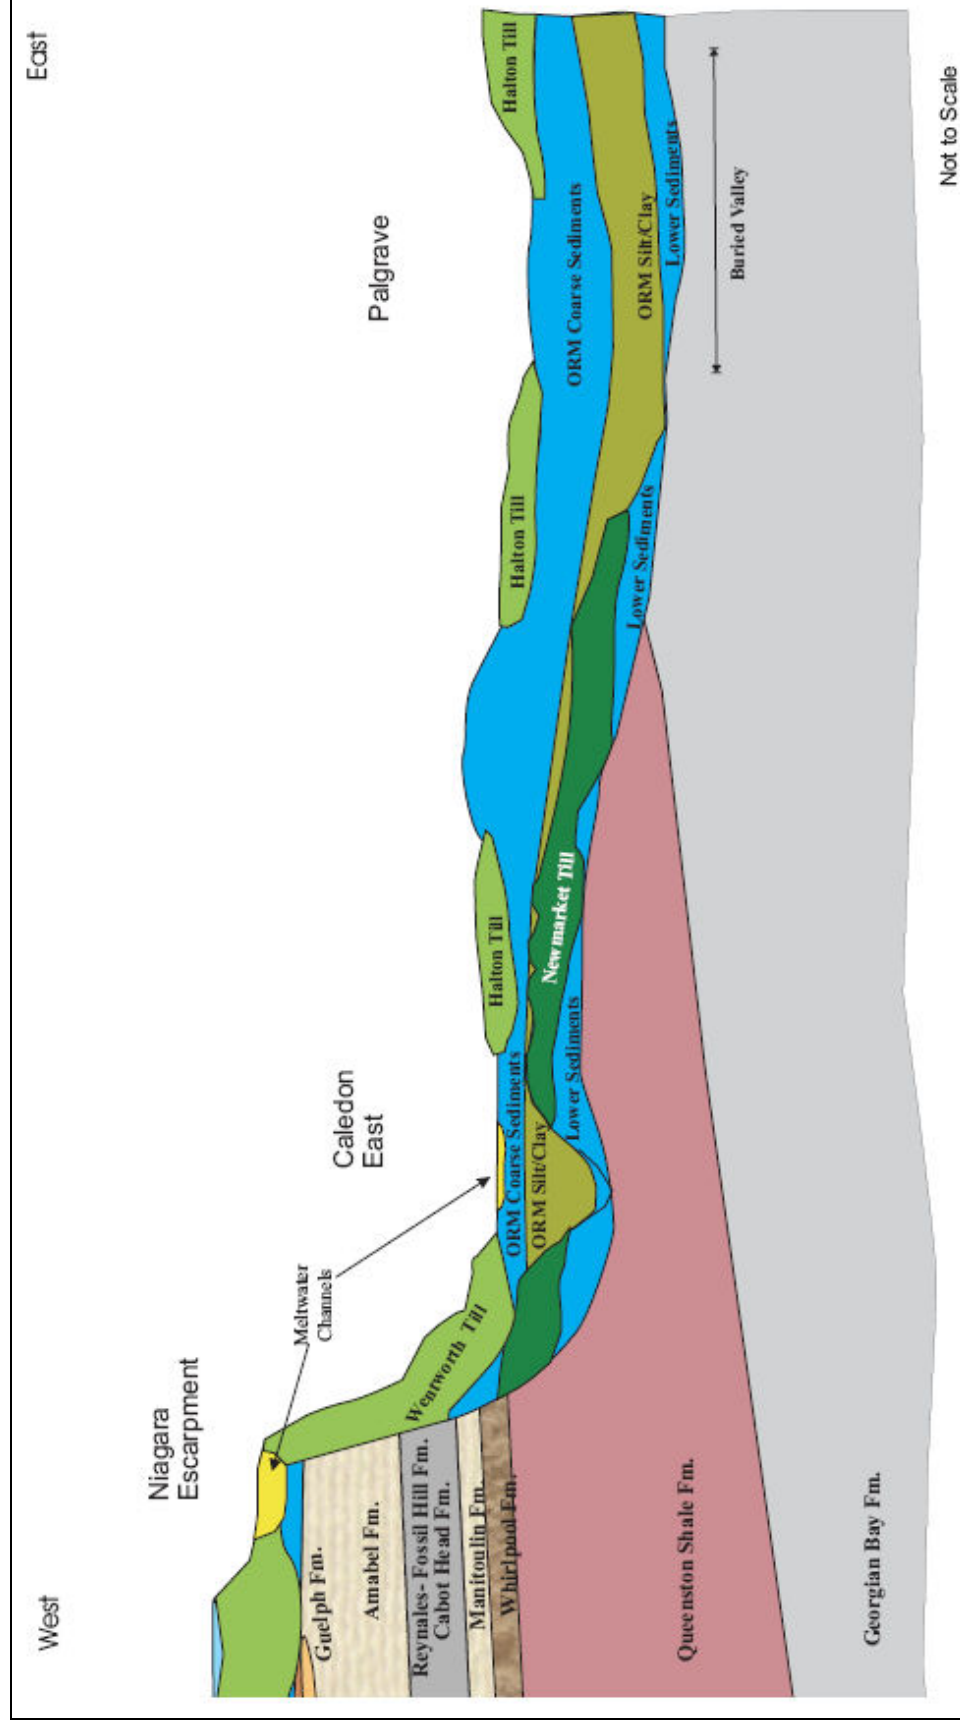 West
East
Niagara
Escarpment
Caledon
East
Palgrave
Meltwater
Channels
Halton Till
Halton Till
Halton Till
Wentworth Till
ORM Coarse Sediments
ORM Coarse Sediments
ORM Silt/Clay
ORM Silt/Clay
Newmarket Till
Lower Sediments
Lower Sediments
Lower Sediments
Buried Valley
Guelph Fm.
Amabel Fm.
Reynales-Fossil Hill Fm.
Cabot Head Fm.
Manitoulin Fm.
Whirlpool Fm.
Queenston Shale Fm.
Georgian Bay Fm.
Not to Scale